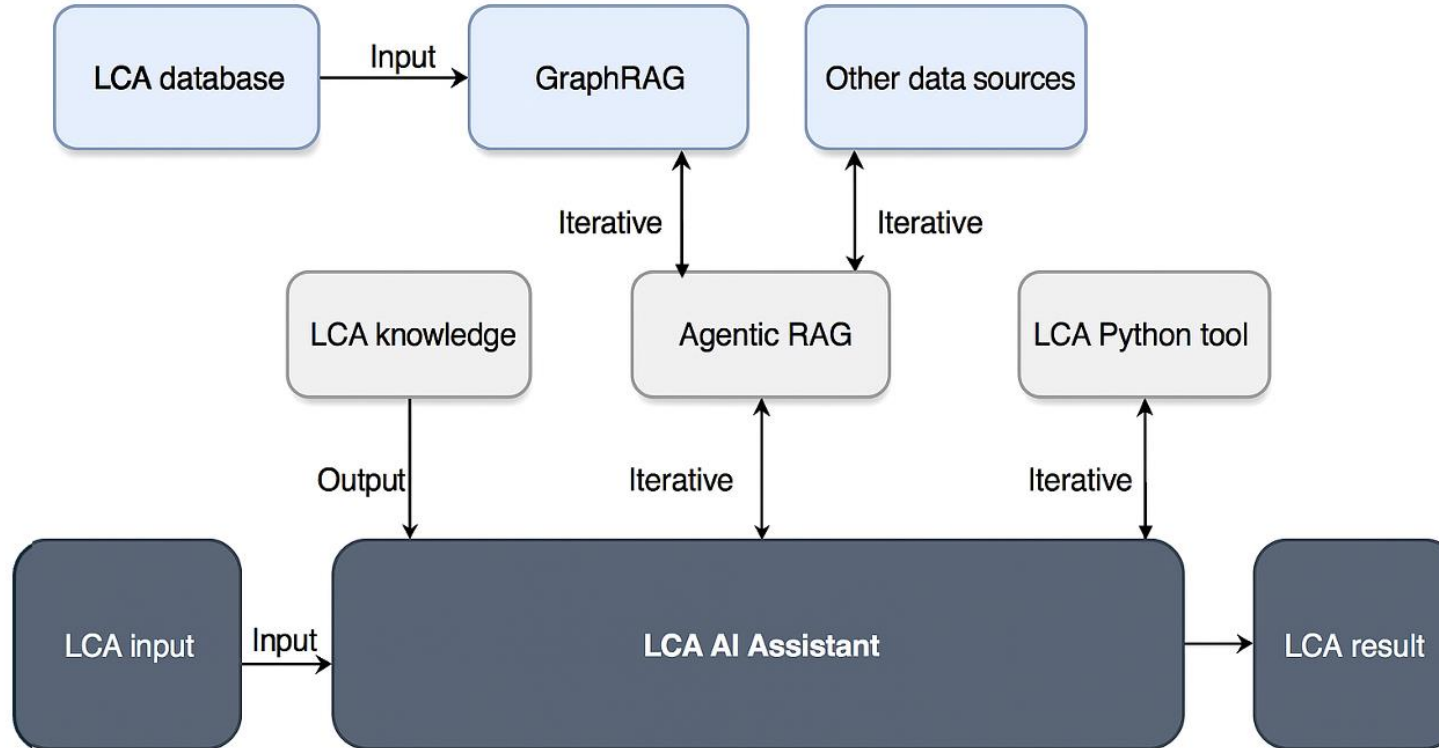 LCA database
Input
GraphRAG
Other data sources
Iterative
Iterative
LCA knowledge
Agentic RAG
LCA Python tool
Output
Iterative
Iterative
LCA input
Input
LCA AI Assistant
LCA result